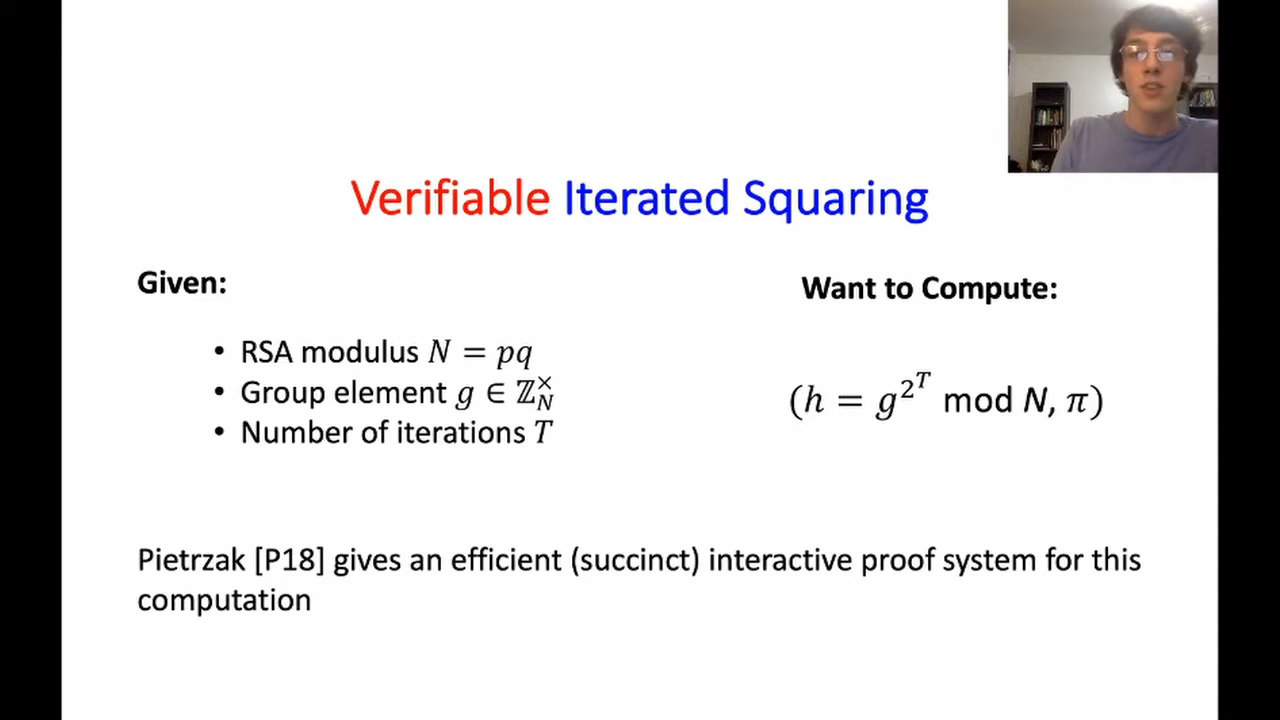 Verifiable Iterated Squaring
Given:
• RSA modulus 𝑁 = 𝑝𝑞
• Group element 𝑔 ∈ ℤ_N^×
• Number of iterations 𝑇
Want to Compute:
(ℎ = 𝑔^{2^𝑇} mod N, 𝜋)
Pietrzak [P18] gives an efficient (succinct) interactive proof system for this
computation